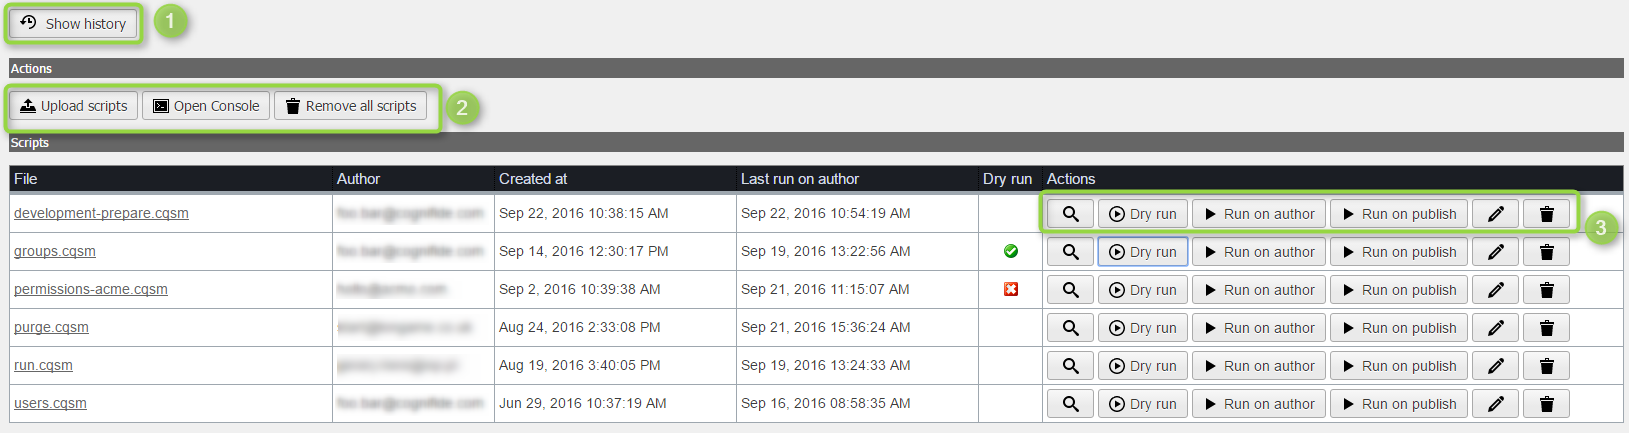 Show history 1
Actions
Upload scripts Open Console Remove all scripts 2
Scripts
File Author Created at Last run on author Dry run Actions
development-prepare.cqsm Sep 22, 2016 10:38:15 AM Sep 22, 2016 10:54:19 AM Dry run Run on author Run on publish 3
groups.cqsm Sep 14, 2016 12:30:17 PM Sep 19, 2016 13:22:56 AM Dry run Run on author Run on publish
permissions-acme.cqsm Sep 2, 2016 10:39:38 AM Sep 21, 2016 11:15:07 AM Dry run Run on author Run on publish
purge.cqsm Aug 24, 2016 2:33:08 PM Sep 21, 2016 15:36:24 AM Dry run Run on author Run on publish
run.cqsm Aug 19, 2016 3:40:05 PM Sep 19, 2016 13:24:33 AM Dry run Run on author Run on publish
users.cqsm Jun 29, 2016 10:37:19 AM Sep 16, 2016 08:58:35 AM Dry run Run on author Run on publish